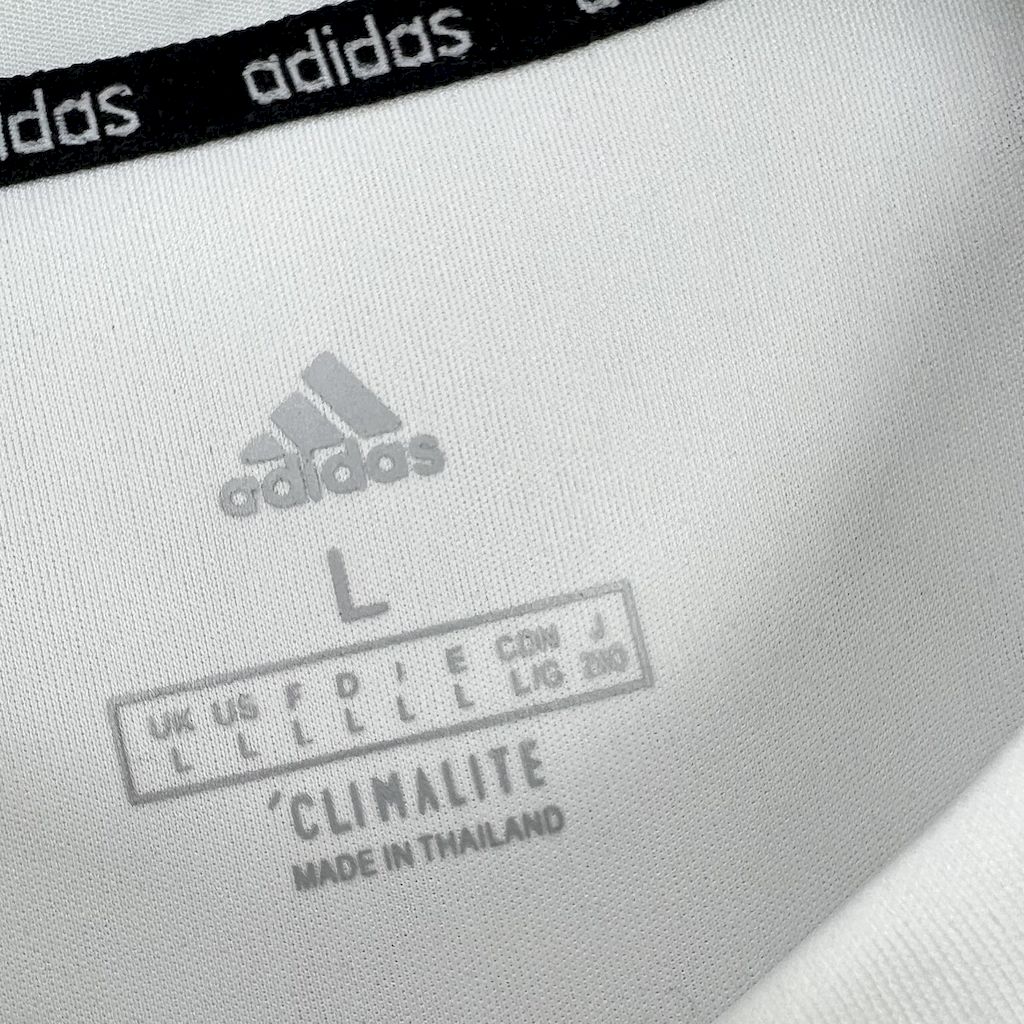 adidas adidas
adidas
L
UK US F D I E CDN J
L L L L L L L/G 2XO
´CLIMALITE
MADE IN THAILAND